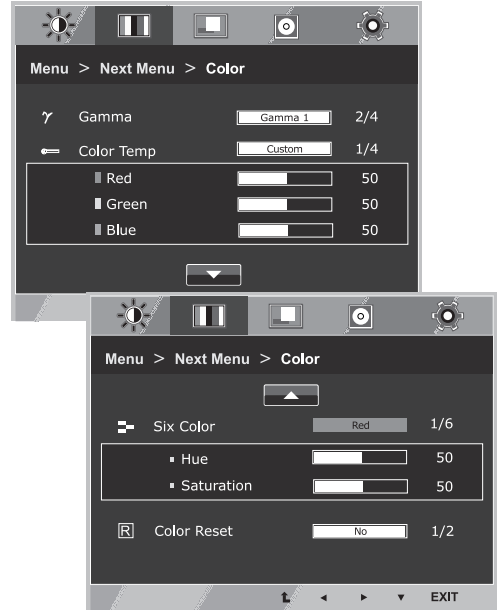 Menu > Next Menu > Color
γ Gamma Gamma 1 2/4
Color Temp Custom 1/4
Red 50
Green 50
Blue 50
Menu > Next Menu > Color
Six Color Red 1/6
Hue 50
Saturation 50
R Color Reset No 1/2
EXIT